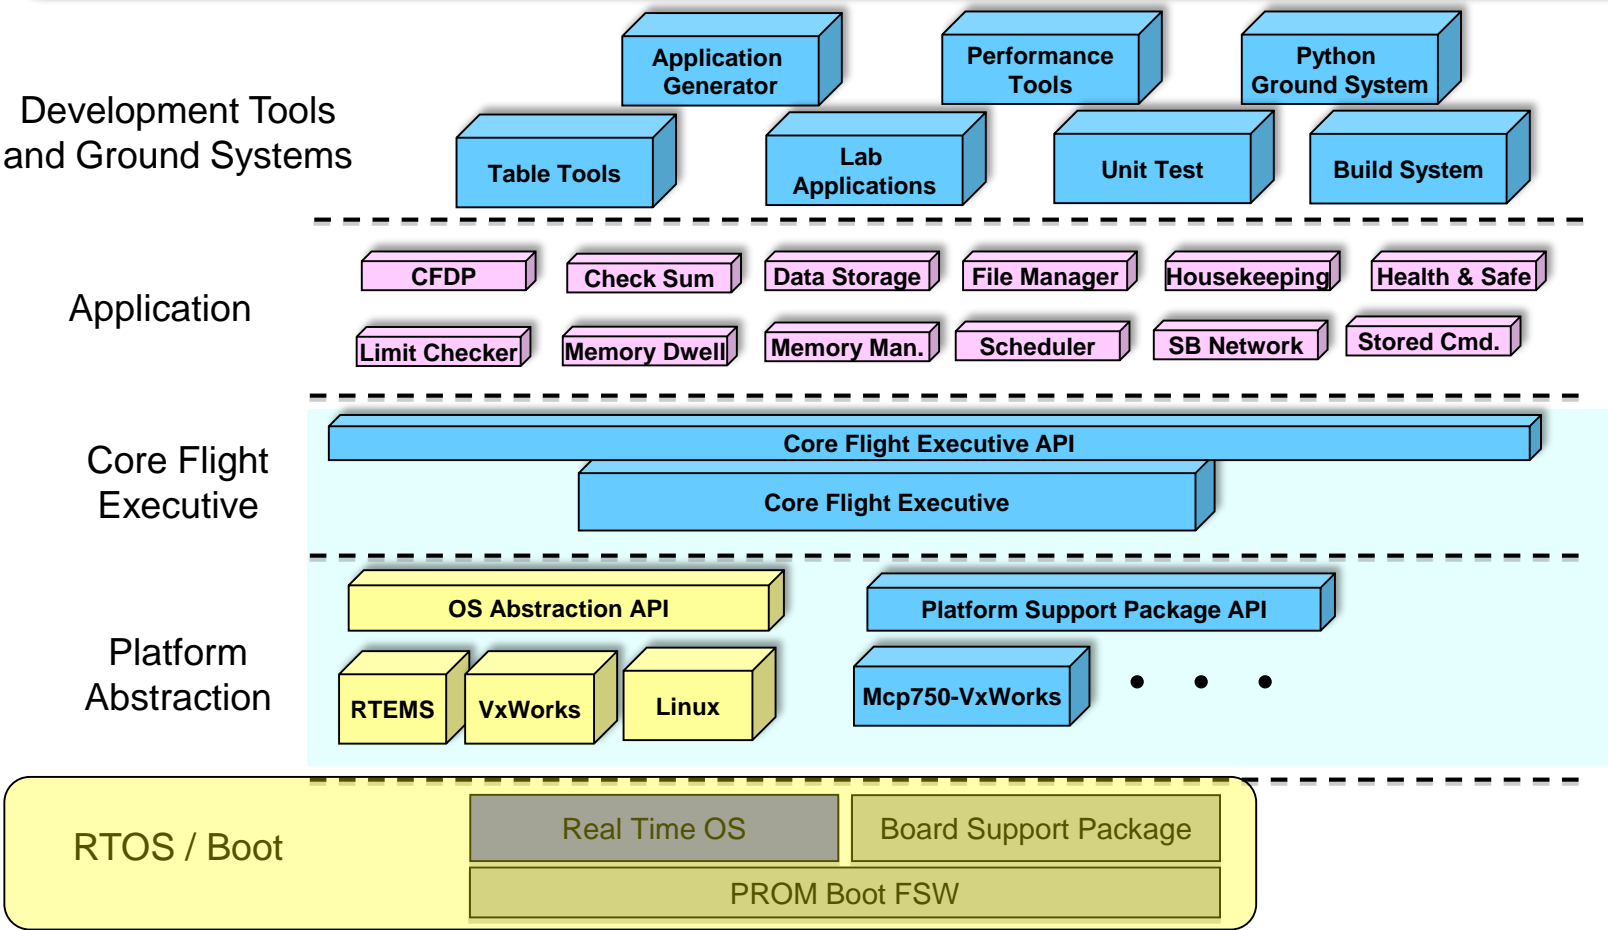 Application
Generator
Performance
Tools
Python
Ground System
Development Tools
and Ground Systems
Table Tools
Lab
Applications
Unit Test
Build System
Application
CFDP
Check Sum
Data Storage
File Manager
Housekeeping
Health & Safe
Limit Checker
Memory Dwell
Memory Man.
Scheduler
SB Network
Stored Cmd.
Core Flight
Executive
Core Flight Executive API
Core Flight Executive
Platform
Abstraction
OS Abstraction API
Platform Support Package API
RTEMS
VxWorks
Linux
Mcp750-VxWorks
• • •
RTOS / Boot
Real Time OS
Board Support Package
PROM Boot FSW